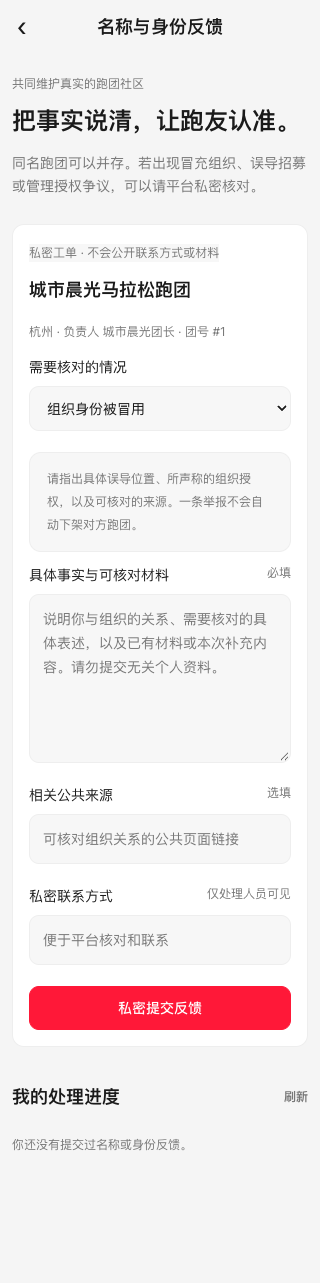 名称与身份反馈
共同维护真实的跑团社区
把事实说清，让跑友认准。
同名跑团可以并存。若出现冒充组织、误导招募
或管理授权争议，可以请平台私密核对。
私密工单 · 不会公开联系方式或材料
城市晨光马拉松跑团
杭州 · 负责人 城市晨光团长 · 团号 #1
需要核对的情况
组织身份被冒用
请指出具体误导位置、所声称的组织授
权，以及可核对的来源。一条举报不会自
动下架对方跑团。
具体事实与可核对材料 必填
说明你与组织的关系、需要核对的具
体表述，以及已有材料或本次补充内
容。请勿提交无关个人资料。
相关公共来源 选填
可核对组织关系的公共页面链接
私密联系方式 仅处理人员可见
便于平台核对和联系
私密提交反馈
我的处理进度 刷新
你还没有提交过名称或身份反馈。